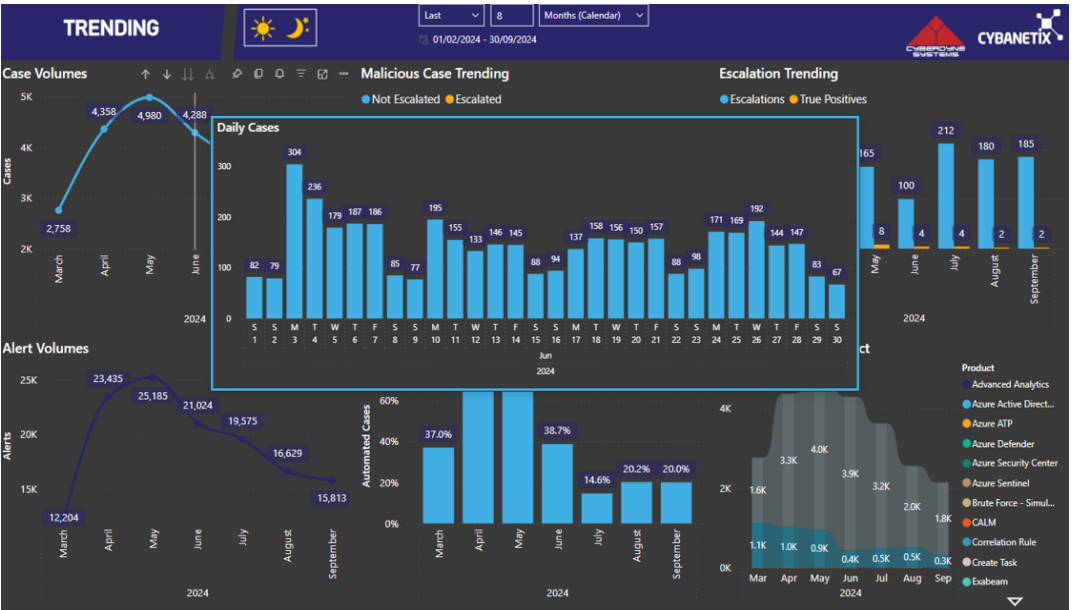 TRENDING
Last
8
Months (Calendar)
01/02/2024 - 30/09/2024
CYBERDYNE
SYSTEMS
CYBANETIX
Case Volumes
5K
4K
3K
2K
Cases
2,758
4,358
4,980
4,288
March
April
May
June
2024
Malicious Case Trending
Not Escalated
Escalated
Escalation Trending
Escalations
True Positives
165
8
100
4
212
4
180
2
185
2
May
June
July
August
September
2024
Daily Cases
300
200
100
0
82 79 304 236 179 187 186 85 77 195 155 133 146 145 88 94 137 158 156 150 157 88 98 171 169 192 144 147 83 67
S S M T W T F S S M T W T F S S M T W T F S S M T W T F S S
1 2 3 4 5 6 7 8 9 10 11 12 13 14 15 16 17 18 19 20 21 22 23 24 25 26 27 28 29 30
Jun
2024
Alert Volumes
25K
20K
15K
Alerts
12,204
23,435
25,185
21,024
19,575
16,629
15,813
March
April
May
June
July
August
September
2024
Automated Cases
60%
40%
20%
0%
37.0%
38.7%
14.6%
20.2%
20.0%
March
April
May
June
July
August
September
2024
ct
4K
2K
0K
1.6K
3.3K
4.0K
3.9K
3.2K
2.0K
1.8K
1.1K
1.0K
0.9K
0.4K
0.5K
0.5K
0.3K
Mar Apr May Jun Jul Aug Sep
2024
Product
Advanced Analytics
Azure Active Direct...
Azure ATP
Azure Defender
Azure Security Center
Azure Sentinel
Brute Force - Simul...
CALM
Correlation Rule
Create Task
Exabeam